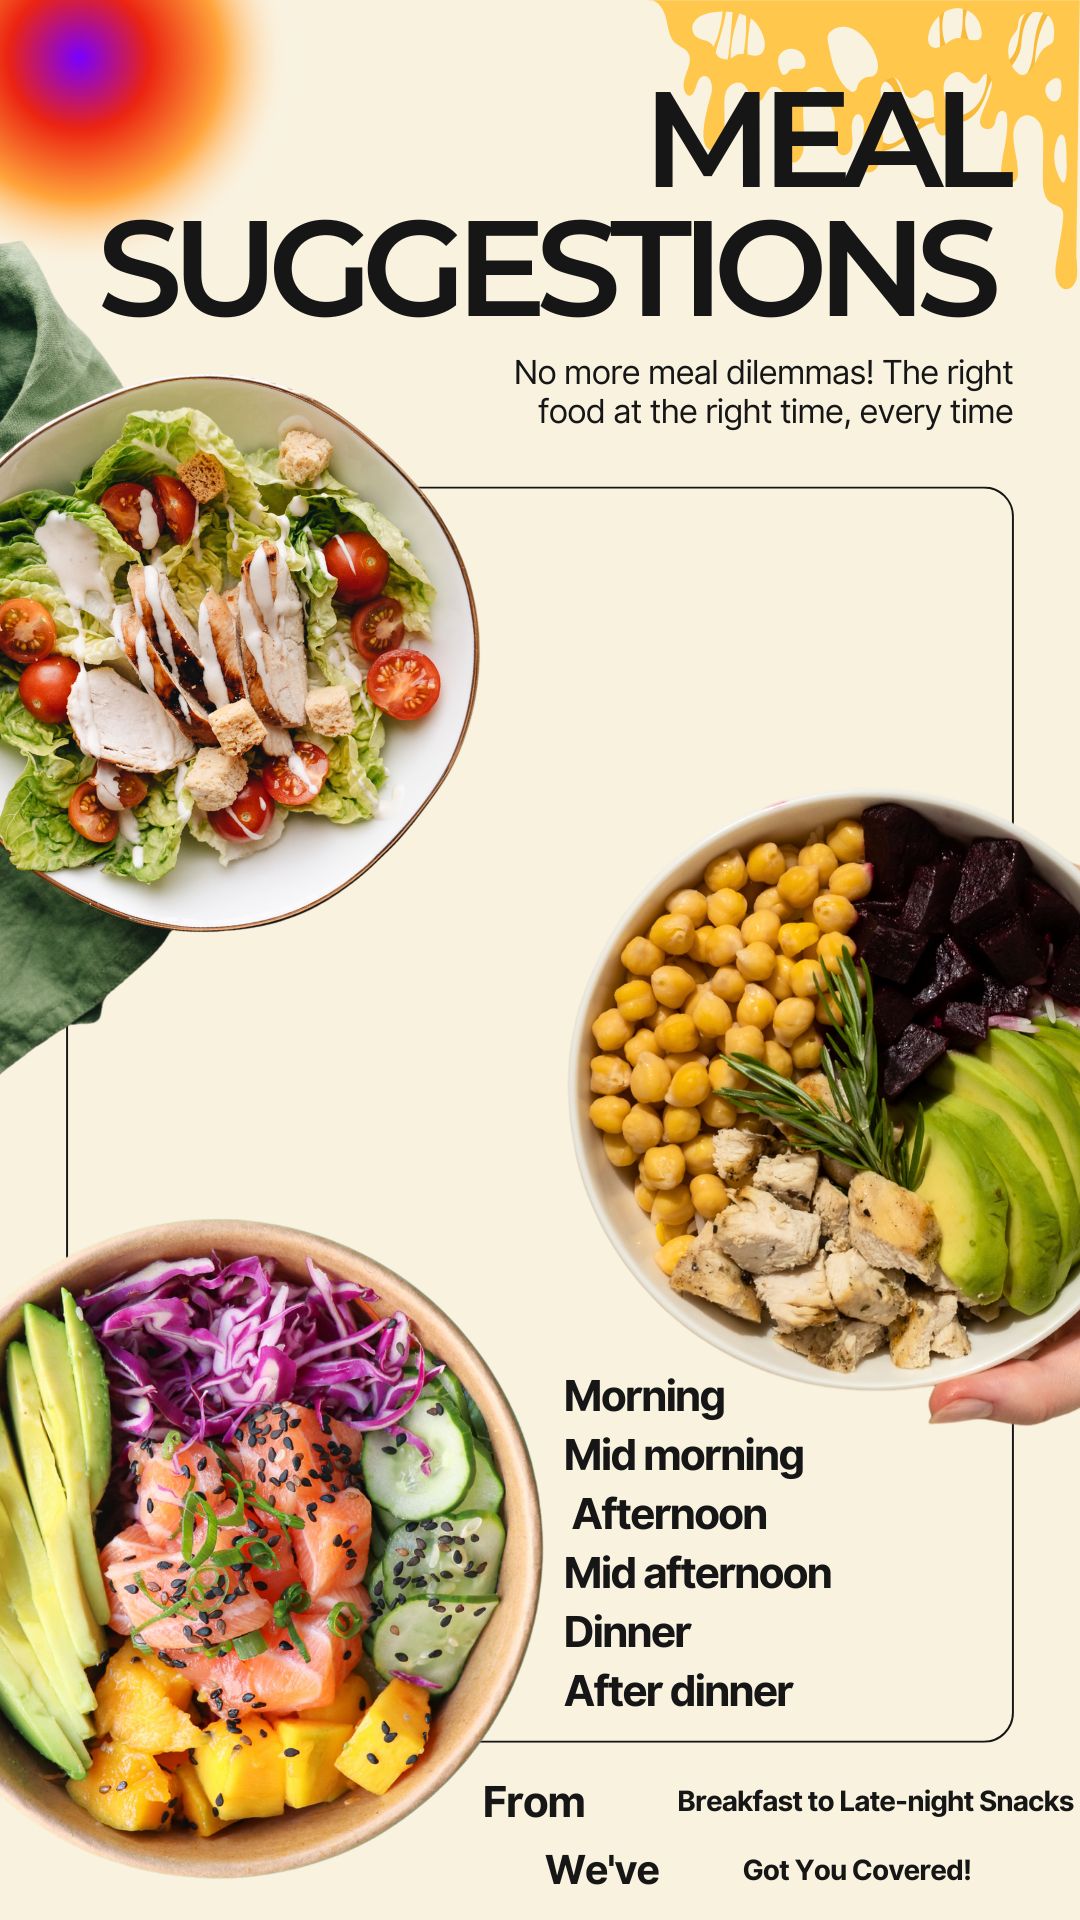 MEAL
SUGGESTIONS
No more meal dilemmas! The right
food at the right time, every time
Morning
Mid morning
Afternoon
Mid afternoon
Dinner
After dinner
From Breakfast to Late-night Snacks
We've Got You Covered!